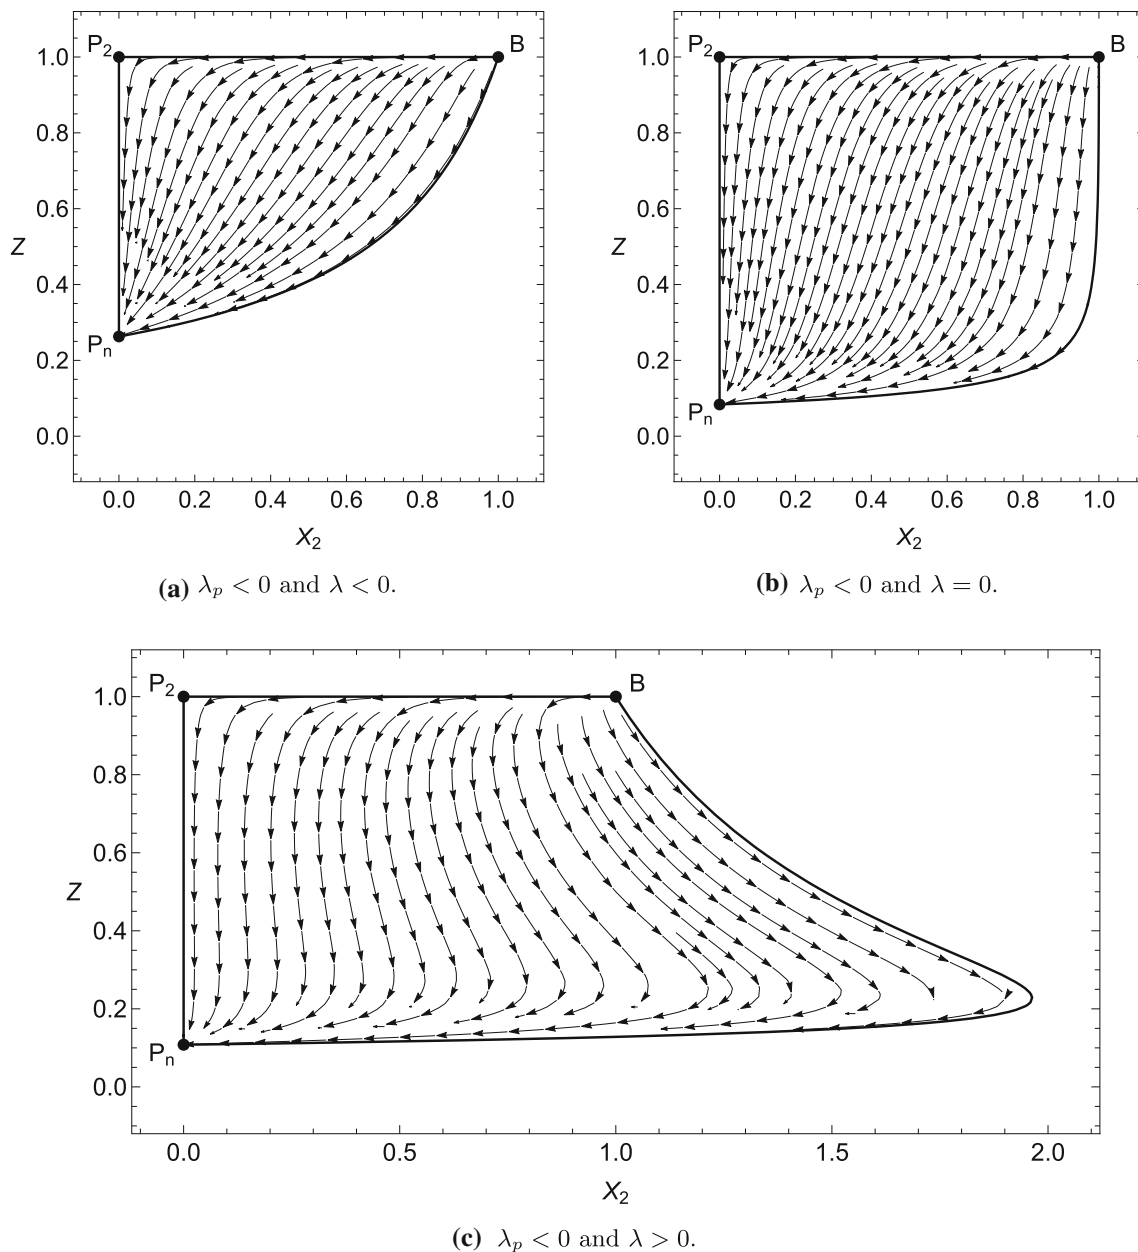 P2 B P2 B
1.0 1.0
0.8 0.8
0.6 0.6
Z Z
0.4 0.4
Pn
0.2 0.2
Pn
0.0 0.0
0.0 0.2 0.4 0.6 0.8 1.0 0.0 0.2 0.4 0.6 0.8 1.0
X2 X2
(a) λp < 0 and λ < 0. (b) λp < 0 and λ = 0.
P2 B
1.0
0.8
0.6
Z
0.4
0.2
Pn
0.0
0.0 0.5 1.0 1.5 2.0
X2
(c) λp < 0 and λ > 0.